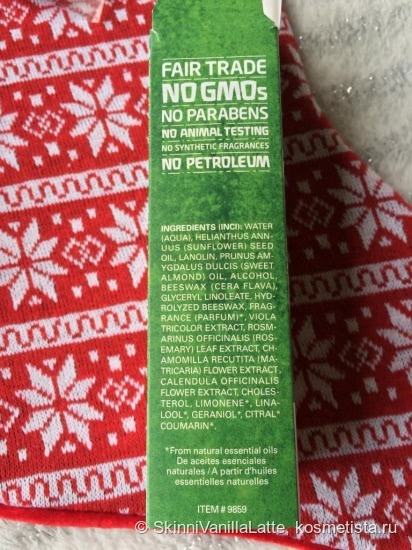 FAIR TRADE
NO GMOs
NO PARABENS
NO ANIMAL TESTING
NO SYNTHETIC FRAGRANCES
NO PETROLEUM
INGREDIENTS (INCI): WATER
(AQUA), HELIANTHUS ANN-
UUS (SUNFLOWER) SEED
OIL, LANOLIN, PRUNUS AM-
YGDALUS DULCIS (SWEET
ALMOND) OIL, ALCOHOL,
BEESWAX (CERA FLAVA),
GLYCERYL LINOLEATE, HYD-
ROLYZED BEESWAX, FRAG-
RANCE (PARFUM)*, VIOLA
TRICOLOR EXTRACT, ROSM-
ARINUS OFFICINALIS (ROS-
EMARY) LEAF EXTRACT, CH-
AMOMILLA RECUTITA (MA-
TRICARIA) FLOWER EXTRACT,
CALENDULA OFFICINALIS
FLOWER EXTRACT, CHOLES-
TEROL, LIMONENE*, LINA-
LOOL*, GERANIOL*, CITRAL*
COUMARIN*.
*From natural essential oils
De aceites esenciales
naturales / A partir d'huiles
essentielles naturelles
ITEM # 9859
© SkinniVanillaLatte, kosmetista.ru